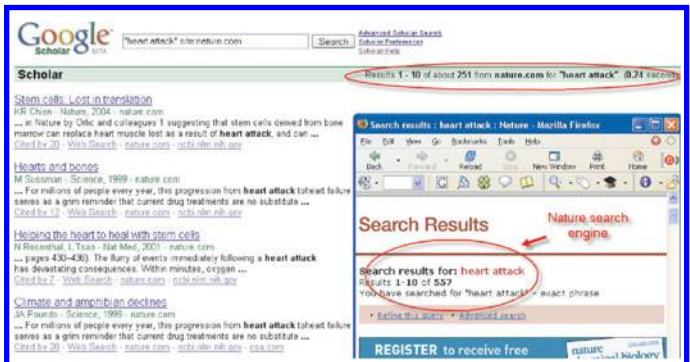 Google
Scholar BETA
"heart attack" site:nature.com
Search
Advanced Scholar Search
Scholar Preferences
Scholar Help
Scholar
Results 1 - 10 of about 251 from nature.com for "heart attack". (0.24 seconds
Stem cells: Lost in translation
KR Chien - Nature, 2004 - nature.com
... in Nature by Orlic and colleagues 1 suggesting that stem cells derived from bone
marrow can replace heart muscle lost as a result of heart attack, and can ...
Cited by 20 - Web Search - nature.com - ncbi.nlm.nih.gov
Hearts and bones
M Sussman - Science, 1999 - nature.com
... For millions of people every year, this progression from heart attack toheart failure
serves as a grim reminder that current drug treatments are no substitute ...
Cited by 12 - Web Search - nature.com - ncbi.nlm.nih.gov
Helping the heart to heal with stem cells
N Rosenthal, L Tsao - Nat Med, 2001 - nature.com
... pages 430–436). The flurry of events immediately following a heart attack
has devastating consequences. Within minutes, oxygen ...
Cited by 7 - Web Search - nature.com - ncbi.nlm.nih.gov
Climate and amphibian declines
JA Pounds - Science, 1999 - nature.com
... For millions of people every year, this progression from heart attack toheart failure
serves as a grim reminder that current drug treatments are no substitute ...
Cited by 20 - Web Search - nature.com - ncbi.nlm.nih.gov - csa.com
Search results : heart attack : Nature - Mozilla Firefox
File Edit View Go Bookmarks Tools Help
Back Forward Reload Stop New Window Print Home
Search Results
Nature search
engine
Search results for: heart attack
Results 1-10 of 557
You have searched for "heart attack" - exact phrase
Refine this query
Advanced search
REGISTER to receive free
nature
chemical biology